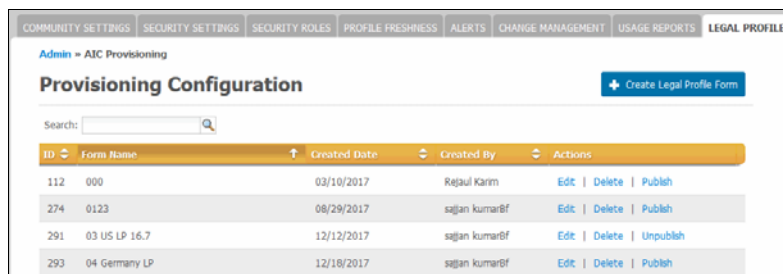 COMMUNITY SETTINGS SECURITY SETTINGS SECURITY ROLES PROFILE FRESHNESS ALERTS CHANGE MANAGEMENT USAGE REPORTS LEGAL PROFILE
Admin » AIC Provisioning
Provisioning Configuration
Create Legal Profile Form
Search:
ID Form Name Created Date Created By Actions
112 000 03/10/2017 Rejaul Karim Edit | Delete | Publish
274 0123 08/29/2017 sajjan kumarBf Edit | Delete | Publish
291 03 US LP 16.7 12/12/2017 sajjan kumarBf Edit | Delete | Unpublish
293 04 Germany LP 12/18/2017 sajjan kumarBf Edit | Delete | Publish